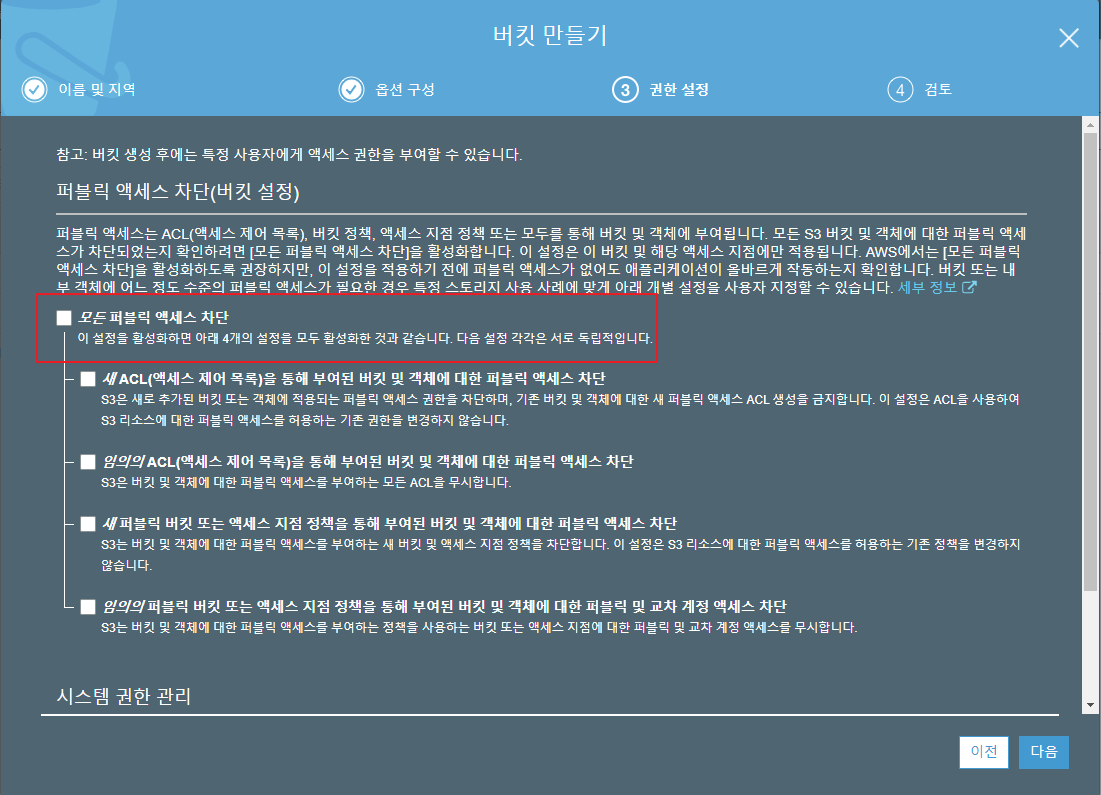 버킷 만들기
이름 및 지역
옵션 구성
3 권한 설정
4 검토
참고: 버킷 생성 후에는 특정 사용자에게 액세스 권한을 부여할 수 있습니다.
퍼블릭 액세스 차단(버킷 설정)
퍼블릭 액세스는 ACL(액세스 제어 목록), 버킷 정책, 액세스 지점 정책 또는 모두를 통해 버킷 및 객체에 부여됩니다. 모든 S3 버킷 및 객체에 대한 퍼블릭 액세
스가 차단되었는지 확인하려면 [모든 퍼블릭 액세스 차단]을 활성화합니다. 이 설정은 이 버킷 및 해당 액세스 지점에만 적용됩니다. AWS에서는 [모든 퍼블릭
액세스 차단]을 활성화하도록 권장하지만, 이 설정을 적용하기 전에 퍼블릭 액세스가 없어도 애플리케이션이 올바르게 작동하는지 확인합니다. 버킷 또는 내
부 객체에 어느 정도 수준의 퍼블릭 액세스가 필요한 경우 특정 스토리지 사용 사례에 맞게 아래 개별 설정을 사용자 지정할 수 있습니다. 세부 정보
모든 퍼블릭 액세스 차단
이 설정을 활성화하면 아래 4개의 설정을 모두 활성화한 것과 같습니다. 다음 설정 각각은 서로 독립적입니다.
새 ACL(액세스 제어 목록)을 통해 부여된 버킷 및 객체에 대한 퍼블릭 액세스 차단
S3은 새로 추가된 버킷 또는 객체에 적용되는 퍼블릭 액세스 권한을 차단하며, 기존 버킷 및 객체에 대한 새 퍼블릭 액세스 ACL 생성을 금지합니다. 이 설정은 ACL을 사용하여
S3 리소스에 대한 퍼블릭 액세스를 허용하는 기존 권한을 변경하지 않습니다.
임의의 ACL(액세스 제어 목록)을 통해 부여된 버킷 및 객체에 대한 퍼블릭 액세스 차단
S3은 버킷 및 객체에 대한 퍼블릭 액세스를 부여하는 모든 ACL을 무시합니다.
새 퍼블릭 버킷 또는 액세스 지점 정책을 통해 부여된 버킷 및 객체에 대한 퍼블릭 액세스 차단
S3는 버킷 및 객체에 대한 퍼블릭 액세스를 부여하는 새 버킷 및 액세스 지점 정책을 차단합니다. 이 설정은 S3 리소스에 대한 퍼블릭 액세스를 허용하는 기존 정책을 변경하지
않습니다.
임의의 퍼블릭 버킷 또는 액세스 지점 정책을 통해 부여된 버킷 및 객체에 대한 퍼블릭 및 교차 계정 액세스 차단
S3는 버킷 및 객체에 대한 퍼블릭 액세스를 부여하는 정책을 사용하는 버킷 또는 액세스 지점에 대한 퍼블릭 및 교차 계정 액세스를 무시합니다.
시스템 권한 관리
이전
다음